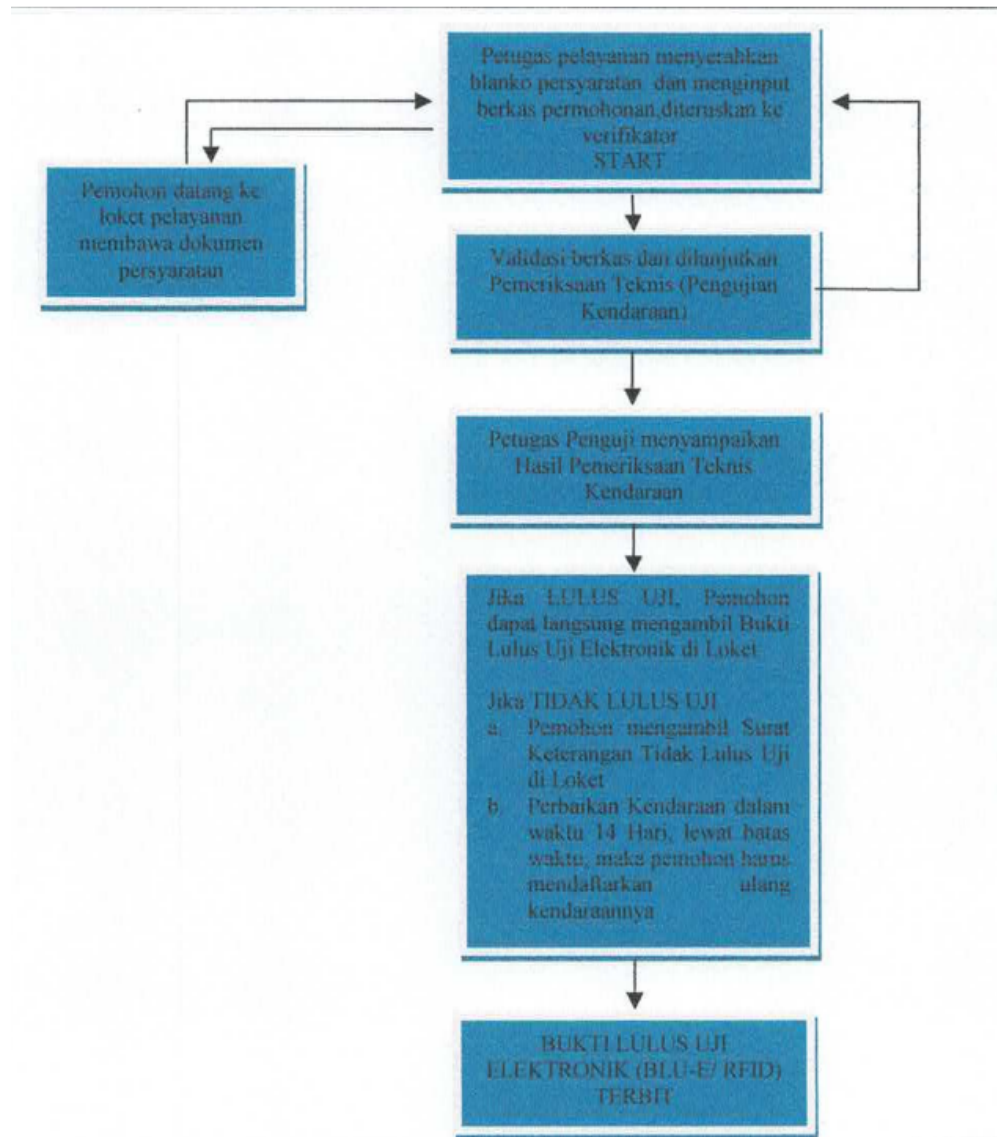 Petugas pelayanan menyerahkan
blanko persyaratan dan menginput
berkas permohonan diteruskan ke
verifikator
START
Pemohon datang ke
loket pelayanan
membawa dokumen
persyaratan
Validasi berkas dan dilanjutkan
Pemeriksaan Teknis (Pengujian
Kendaraan)
Petugas Penguji menyampaikan
Hasil Pemeriksaan Teknis
Kendaraan
Jika LULUS UJI, Pemohon
dapat langsung mengambil Bukti
Lulus Uji Elektronik di Loket
Jika TIDAK LULUS UJI
a. Pemohon mengambil Surat
Keterangan Tidak Lulus Uji
di Loket
b. Perbaikan Kendaraan dalam
waktu 14 Hari, lewat batas
waktu, maka pemohon harus
mendaftarkan ulang
kendaraannya
BUKTI LULUS UJI
ELEKTRONIK (BLU-E/ RFID)
TERBIT